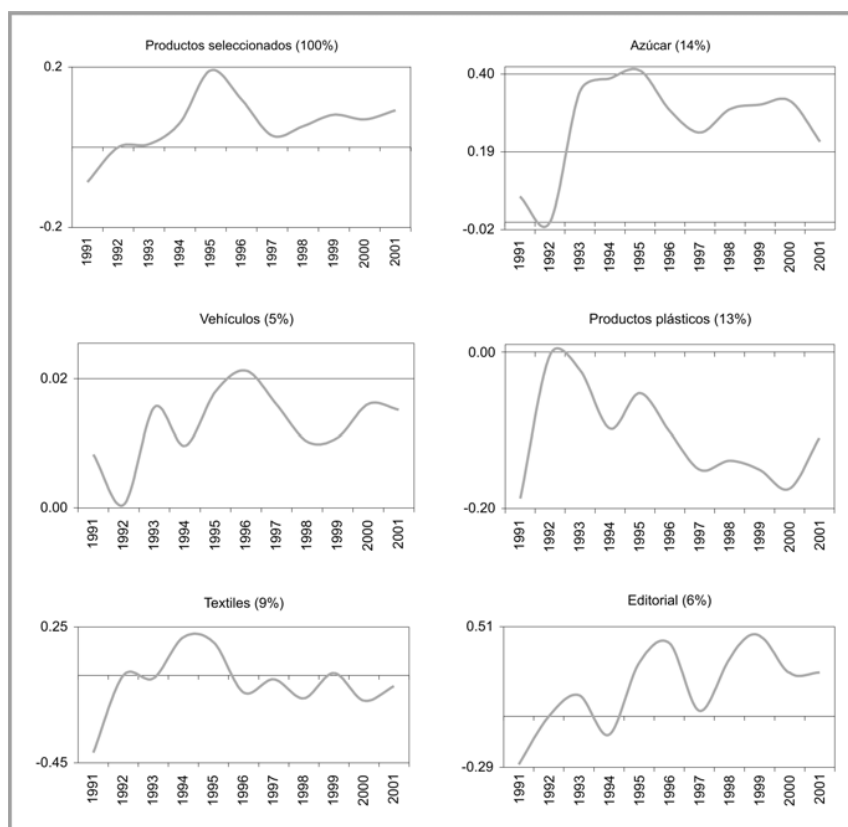 Productos seleccionados (100%)
0.2
-0.2
1991 1992 1993 1994 1995 1996 1997 1998 1999 2000 2001
Azúcar (14%)
0.40
0.19
-0.02
1991 1992 1993 1994 1995 1996 1997 1998 1999 2000 2001
Vehículos (5%)
0.02
0.00
1991 1992 1993 1994 1995 1996 1997 1998 1999 2000 2001
Productos plásticos (13%)
0.00
-0.20
1991 1992 1993 1994 1995 1996 1997 1998 1999 2000 2001
Textiles (9%)
0.25
-0.45
1991 1992 1993 1994 1995 1996 1997 1998 1999 2000 2001
Editorial (6%)
0.51
-0.29
1991 1992 1993 1994 1995 1996 1997 1998 1999 2000 2001